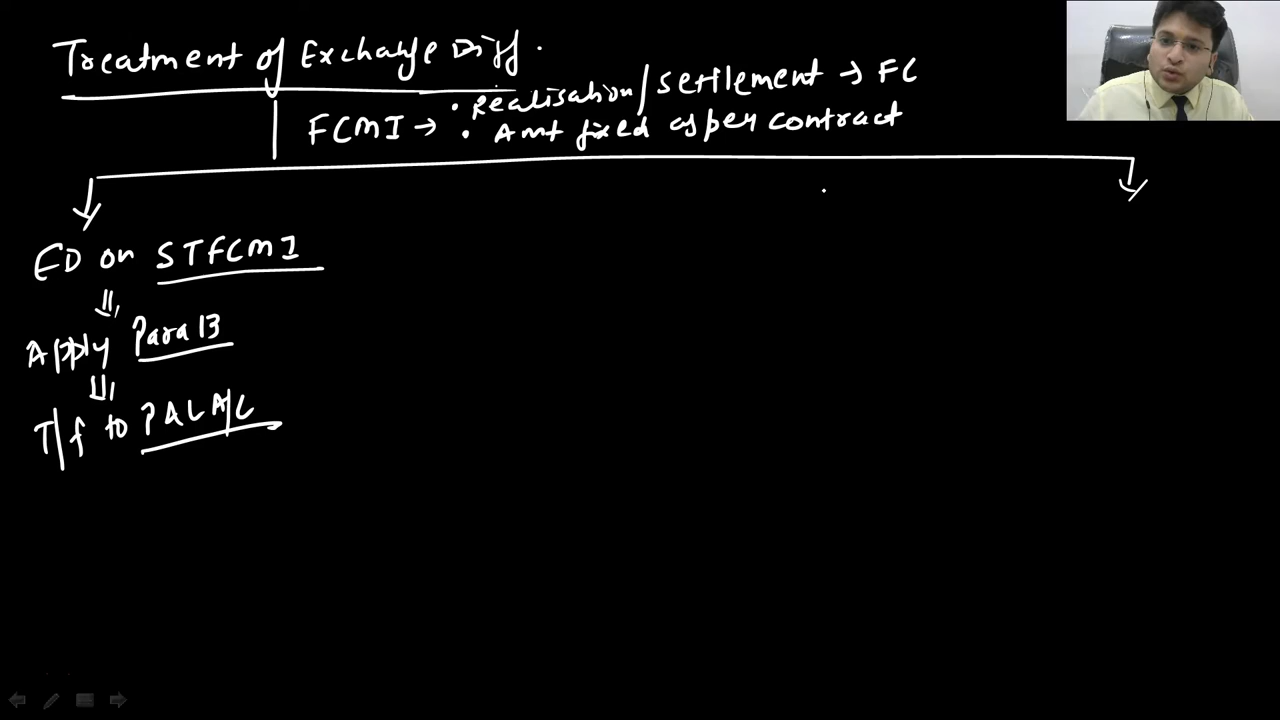 Treatment of Exchange Diff.
FCMI → • Realisation/Settlement → FC
• Amt fixed as per contract
ED on STFCMI
Apply Para 13
T/f to P&L A/c